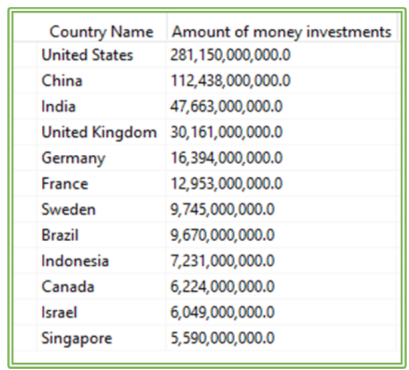 Country Name Amount of money investments
United States 281,150,000,000.0
China 112,438,000,000.0
India 47,663,000,000.0
United Kingdom 30,161,000,000.0
Germany 16,394,000,000.0
France 12,953,000,000.0
Sweden 9,745,000,000.0
Brazil 9,670,000,000.0
Indonesia 7,231,000,000.0
Canada 6,224,000,000.0
Israel 6,049,000,000.0
Singapore 5,590,000,000.0